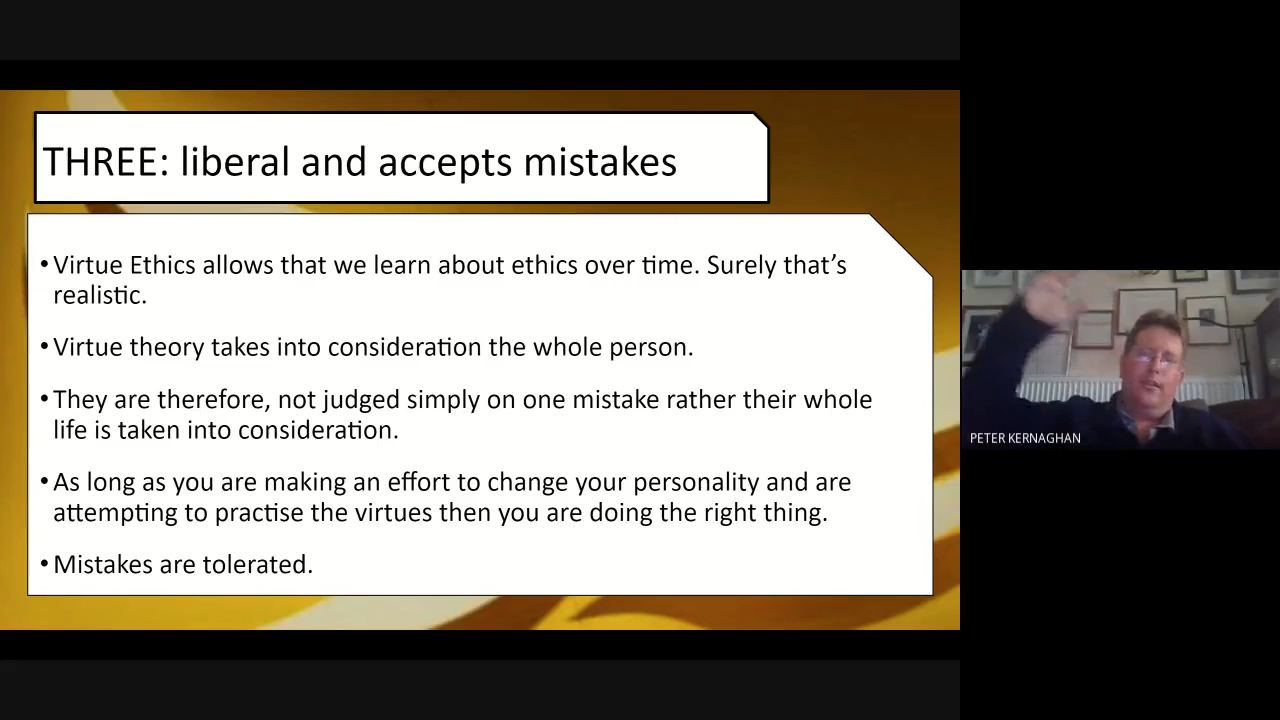 THREE: liberal and accepts mistakes
•Virtue Ethics allows that we learn about ethics over time. Surely that’s
realistic.
•Virtue theory takes into consideration the whole person.
•They are therefore, not judged simply on one mistake rather their whole
life is taken into consideration.
•As long as you are making an effort to change your personality and are
attempting to practise the virtues then you are doing the right thing.
•Mistakes are tolerated.
PETER KERNAGHAN